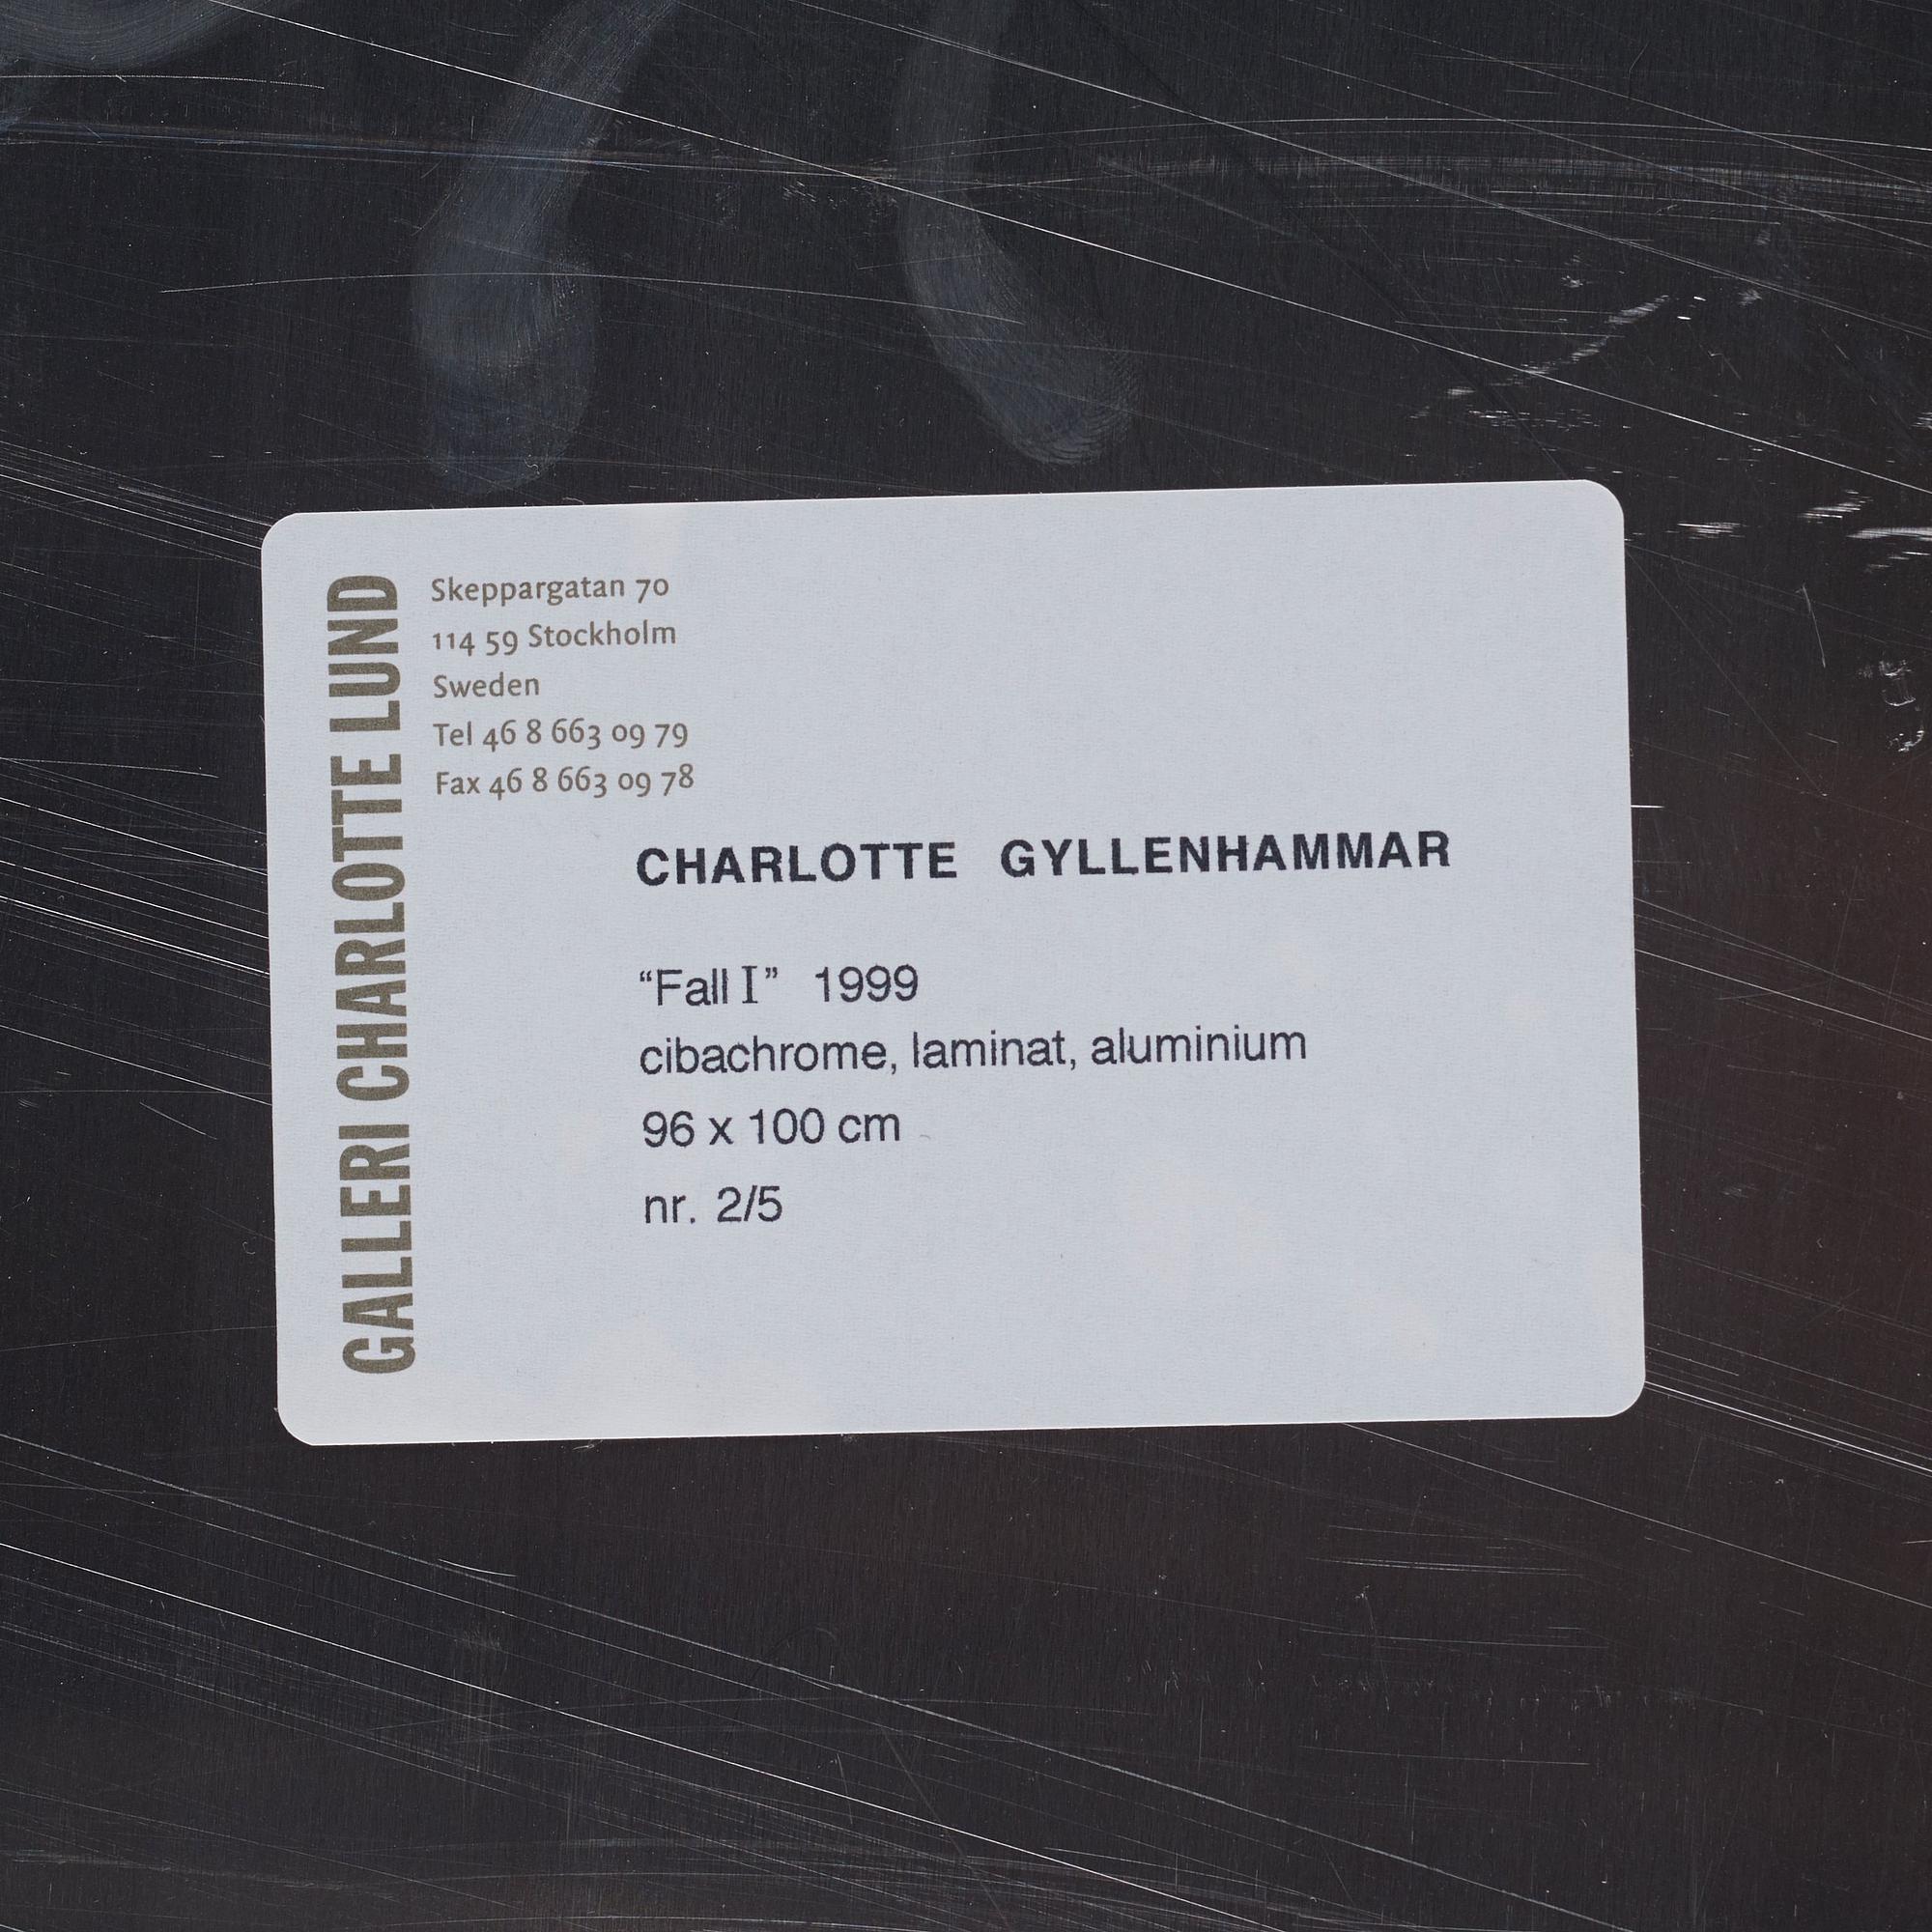 GALLERI CHARLOTTE LUND
Skeppargatan 70
114 59 Stockholm
Sweden
Tel 46 8 663 09 79
Fax 46 8 663 09 78
CHARLOTTE GYLLENHAMMAR
“Fall I” 1999
cibachrome, laminat, aluminium
96 x 100 cm
nr. 2/5